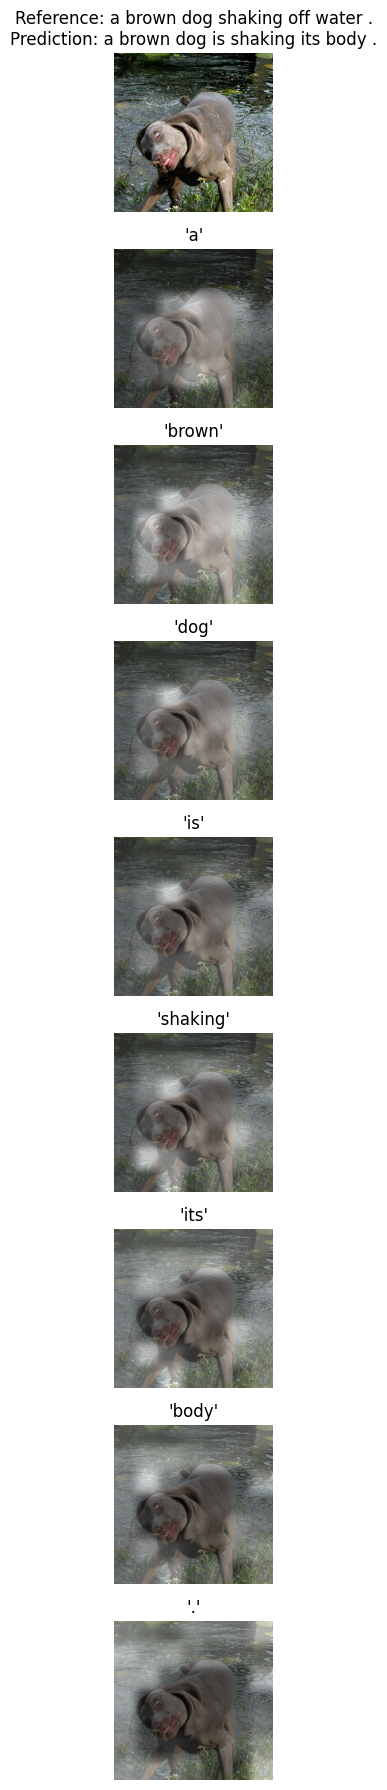 Reference: a brown dog shaking off water .
Prediction: a brown dog is shaking its body .
'a'
'brown'
'dog'
'is'
'shaking'
'its'
'body'
'.'